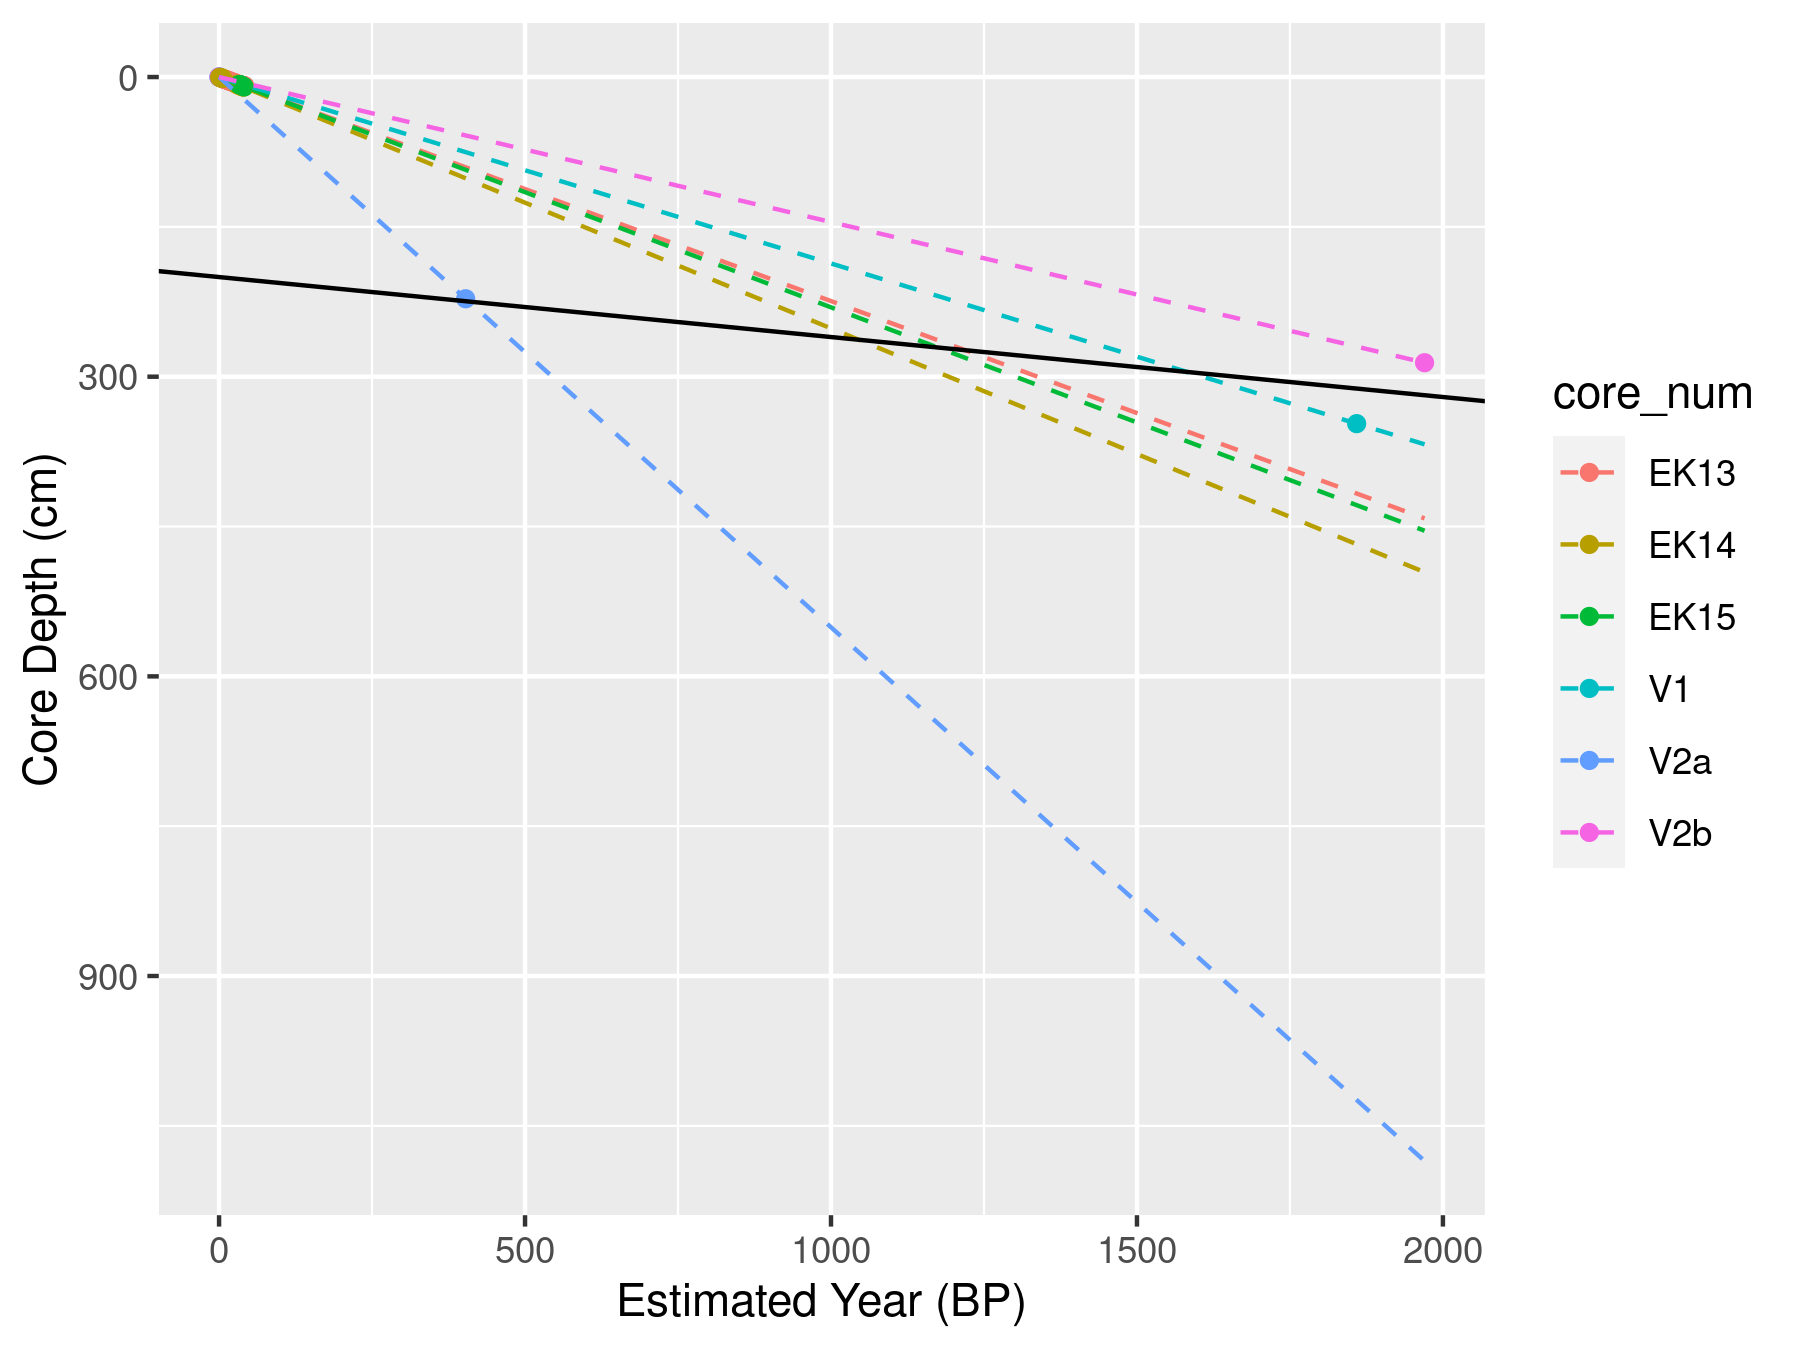 0
300
600
900
Core Depth (cm)
0 500 1000 1500 2000
Estimated Year (BP)
core_num
EK13
EK14
EK15
V1
V2a
V2b